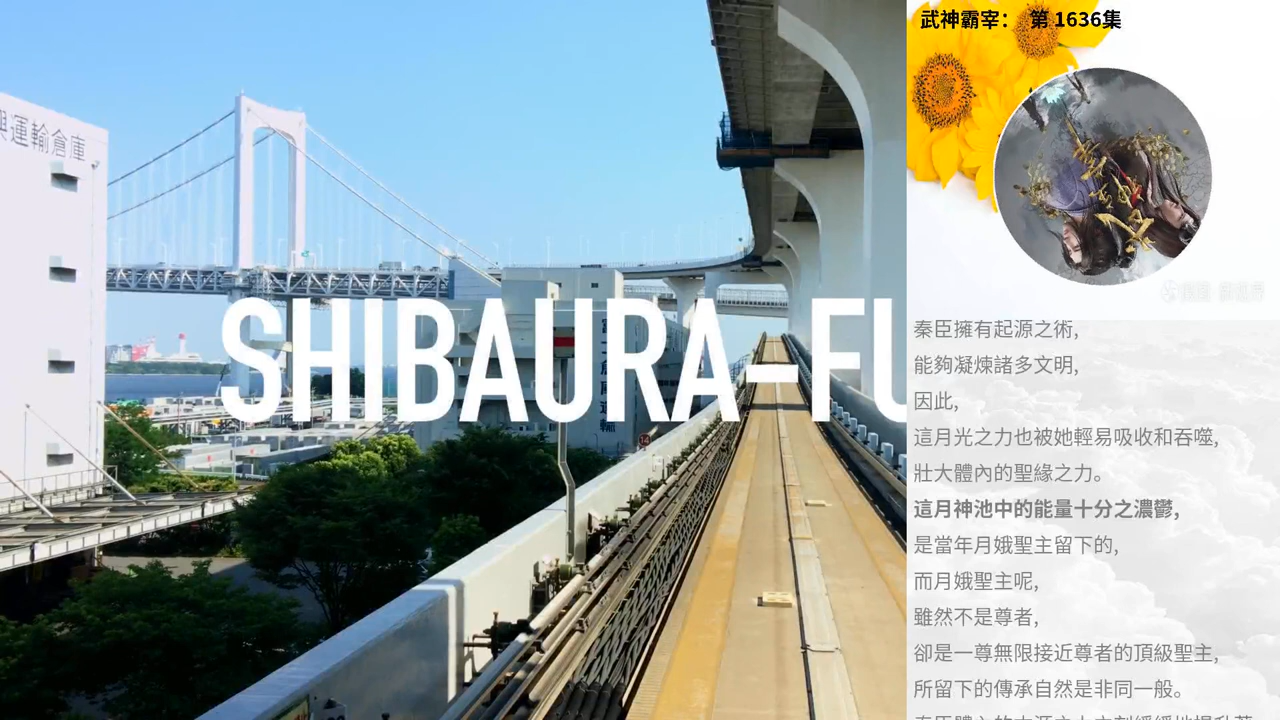 武神霸宰： 第 1636集
興運輸倉庫
SHIBAURA-FU
14
秦臣擁有起源之術,
能夠凝煉諸多文明,
因此,
這月光之力也被她輕易吸收和吞噬,
壯大體內的聖緣之力。
這月神池中的能量十分之濃鬱,
是當年月娥聖主留下的,
而月娥聖主呢,
雖然不是尊者,
卻是一尊無限接近尊者的頂級聖主,
所留下的傳承自然是非同一般。